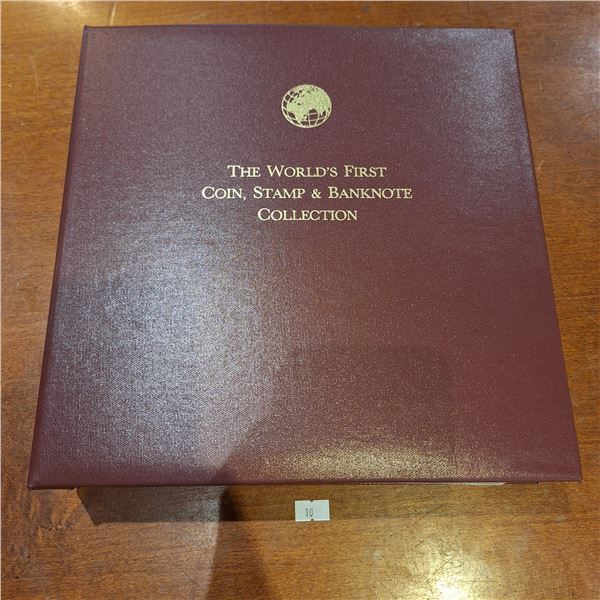 The World's First
Coin, Stamp & Banknote
Collection
10